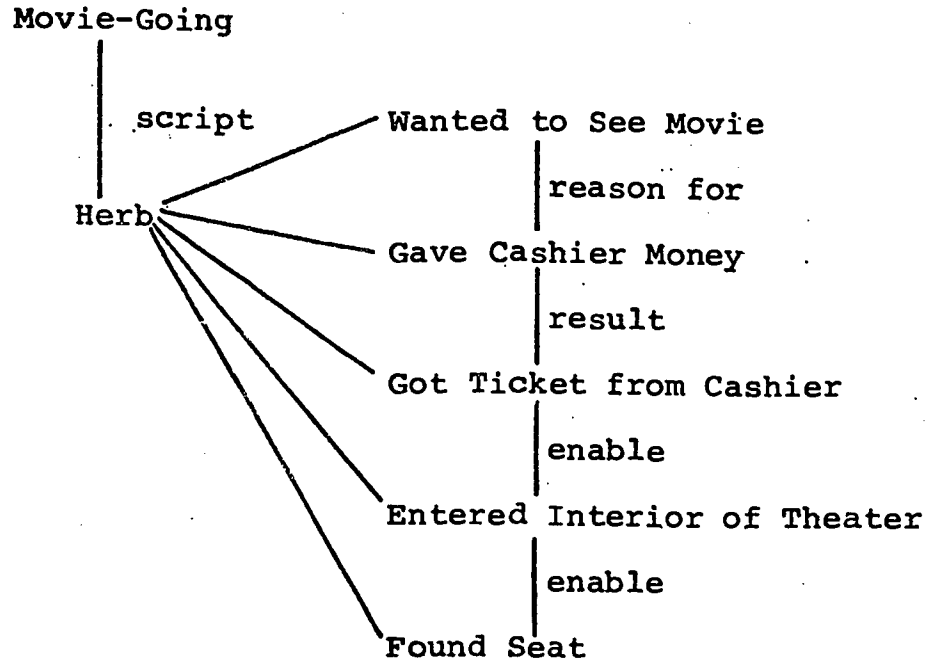 Movie-Going
script
Wanted to See Movie
reason for
Herb
Gave Cashier Money
result
Got Ticket from Cashier
enable
Entered Interior of Theater
enable
Found Seat